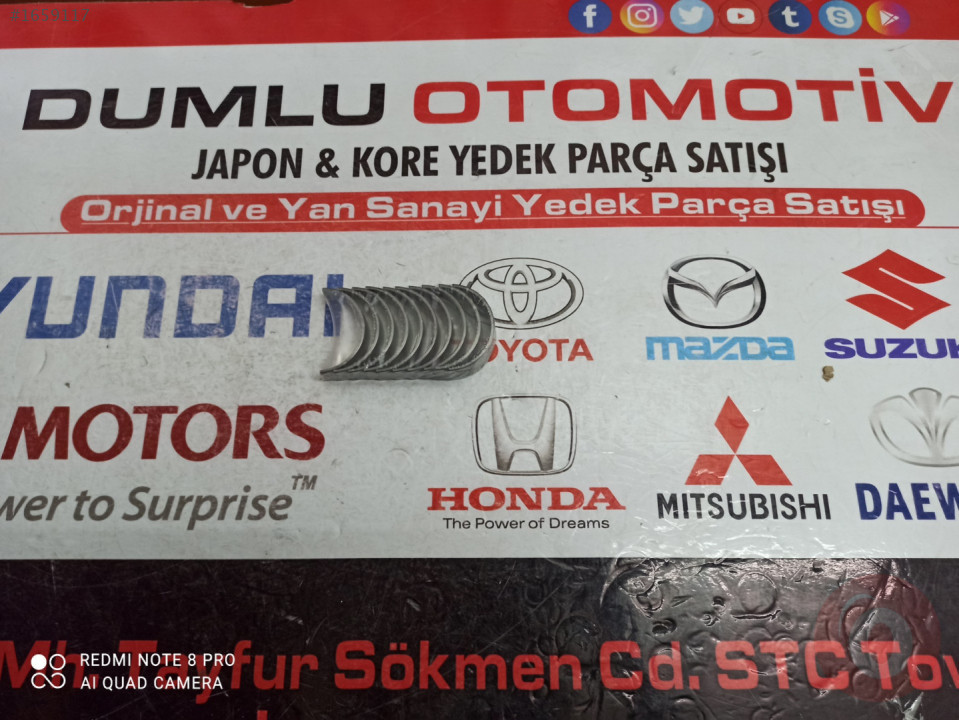 DUMLU OTOMOTİV
JAPON & KORE YEDEK PARÇA SATIŞI
Orjinal ve Yan Sanayi Yedek Parça Satışı
YUNDAI
OYOTA
mazda
SUZUK
MOTORS
wer to Surprise™
HONDA
The Power of Dreams
MITSUBISHI
DAEW
Sökmen Cd. STC Tow
REDMI NOTE 8 PRO
AI QUAD CAMERA